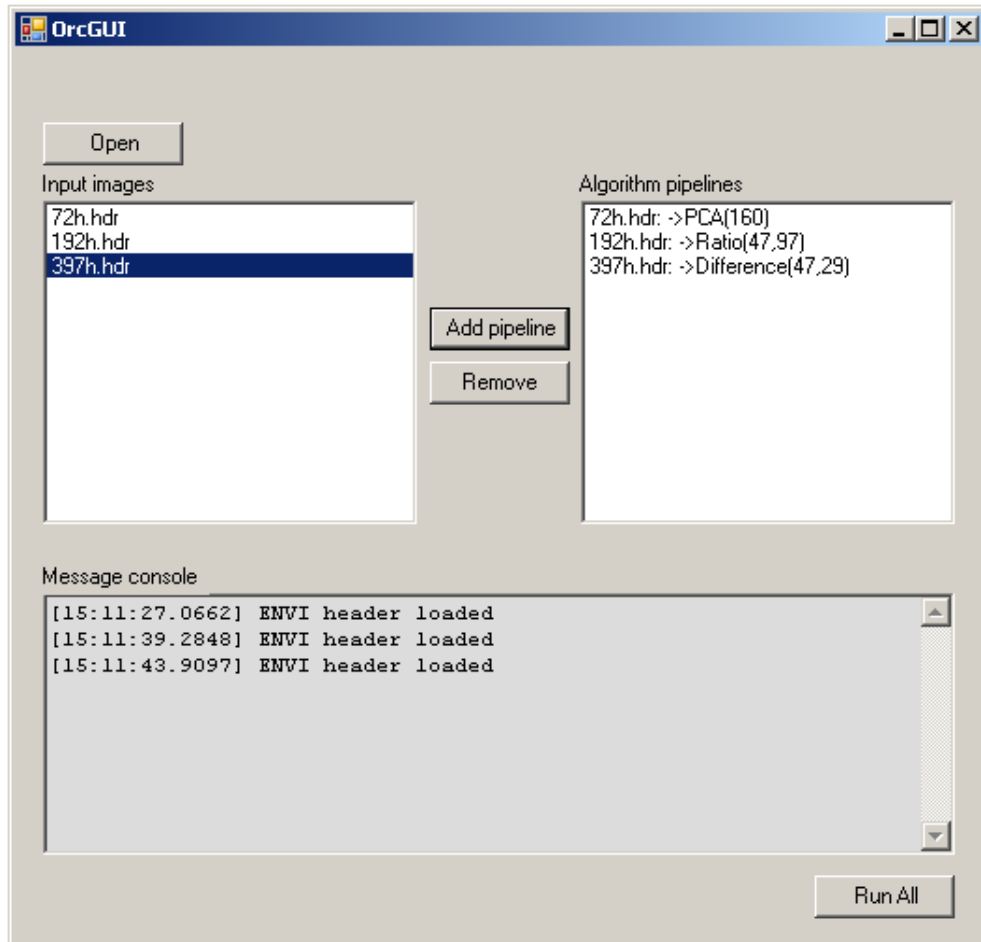 OrcGUI
Open
Input images
72h.hdr
192h.hdr
397h.hdr
Add pipeline
Remove
Algorithm pipelines
72h.hdr: ->PCA(160)
192h.hdr: ->Ratio(47,97)
397h.hdr: ->Difference(47,29)
Message console
[15:11:27.0662] ENVI header loaded
[15:11:39.2848] ENVI header loaded
[15:11:43.9097] ENVI header loaded
Run All